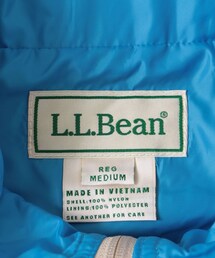 L.L.Bean®
REG
MEDIUM
MADE IN VIETNAM
SHELL:100% NYLON
LINING:100% POLYESTER
SEE ANOTHER FOR CARE